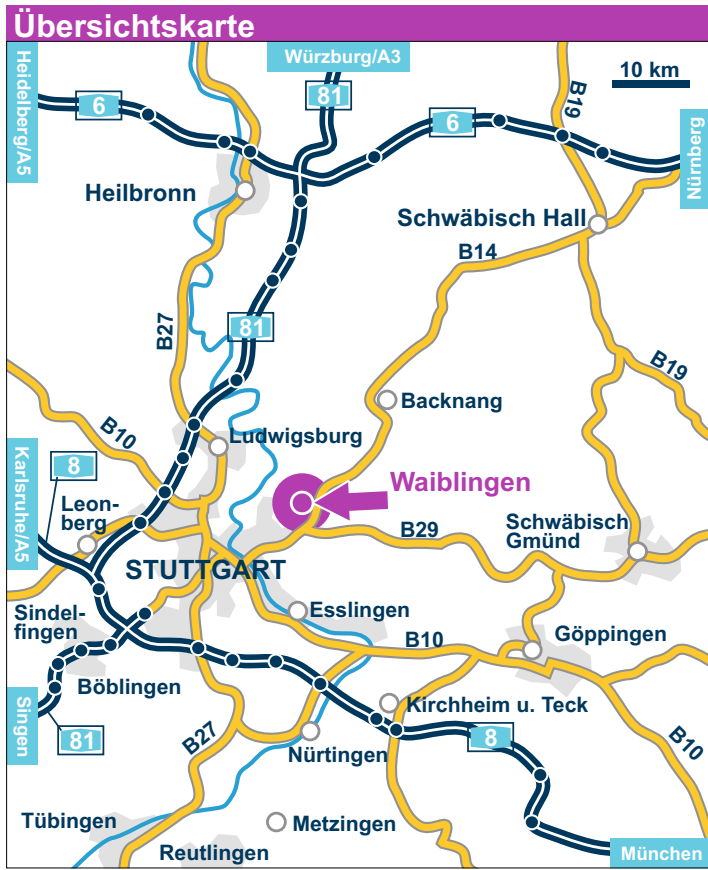 Übersichtskarte
Heidelberg/A5
Würzburg/A3
81
10 km
B19
6
6
Nürnberg
Heilbronn
Schwäbisch Hall
B14
B27
81
B19
Backnang
B10
Ludwigsburg
Karlsruhe/A5
8
Waiblingen
Leon-
berg
B29
Schwäbisch
Gmünd
STUTTGART
Sindel-
fingen
Esslingen
B10
Göppingen
Böblingen
Singen
81
Kirchheim u. Teck
B27
Nürtingen
8
B10
Tübingen
Metzingen
Reutlingen
München